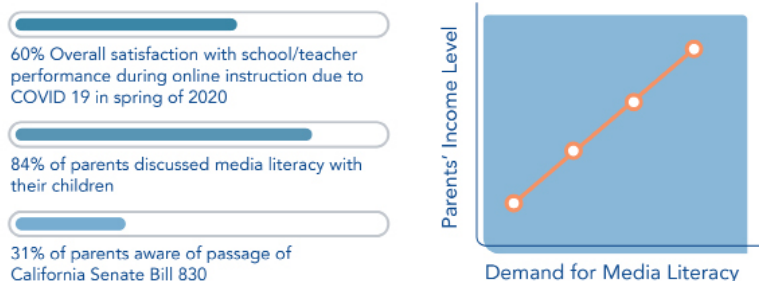 60% Overall satisfaction with school/teacher
performance during online instruction due to
COVID 19 in spring of 2020
84% of parents discussed media literacy with
their children
31% of parents aware of passage of
California Senate Bill 830
Parents' Income Level
Demand for Media Literacy